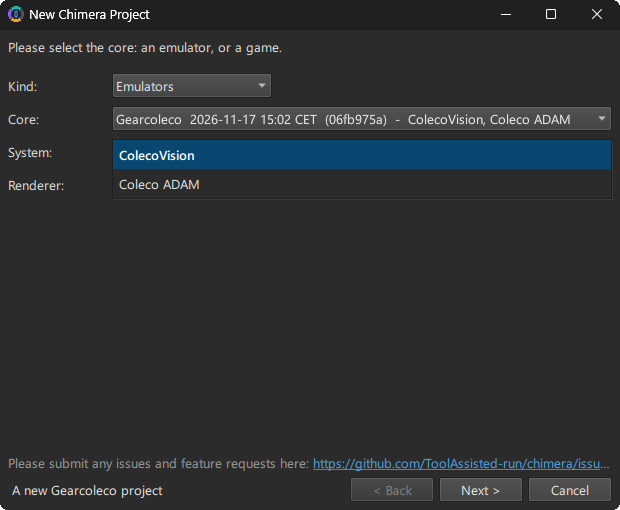 New Chimera Project
Please select the core: an emulator, or a game.
Kind: Emulators
Core: Gearcoleco 2026-11-17 15:02 CET (06fb975a) - ColecoVision, Coleco ADAM
System: ColecoVision
Coleco ADAM
Renderer:
Please submit any issues and feature requests here: https://github.com/ToolAssisted-run/chimera/issu...
A new Gearcoleco project < Back Next > Cancel